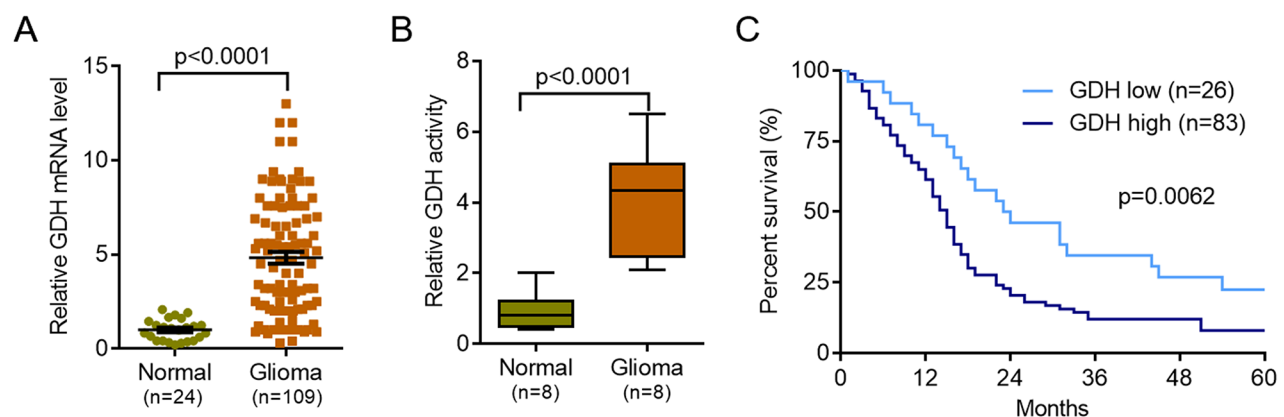 A
Relative GDH mRNA level
15
10
5
0
p<0.0001
Normal
(n=24)
Glioma
(n=109)
B
Relative GDH activity
8
6
4
2
0
p<0.0001
Normal
(n=8)
Glioma
(n=8)
C
Percent survival (%)
100
75
50
25
0
GDH low (n=26)
GDH high (n=83)
p=0.0062
0 12 24 36 48 60
Months